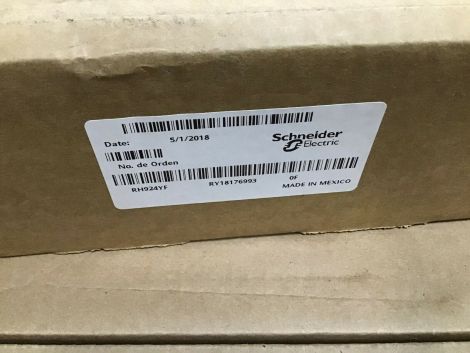 Date: 5/1/2018
Schneider
Electric
No. de Orden
RH924YF RY18176993 0F
MADE IN MEXICO